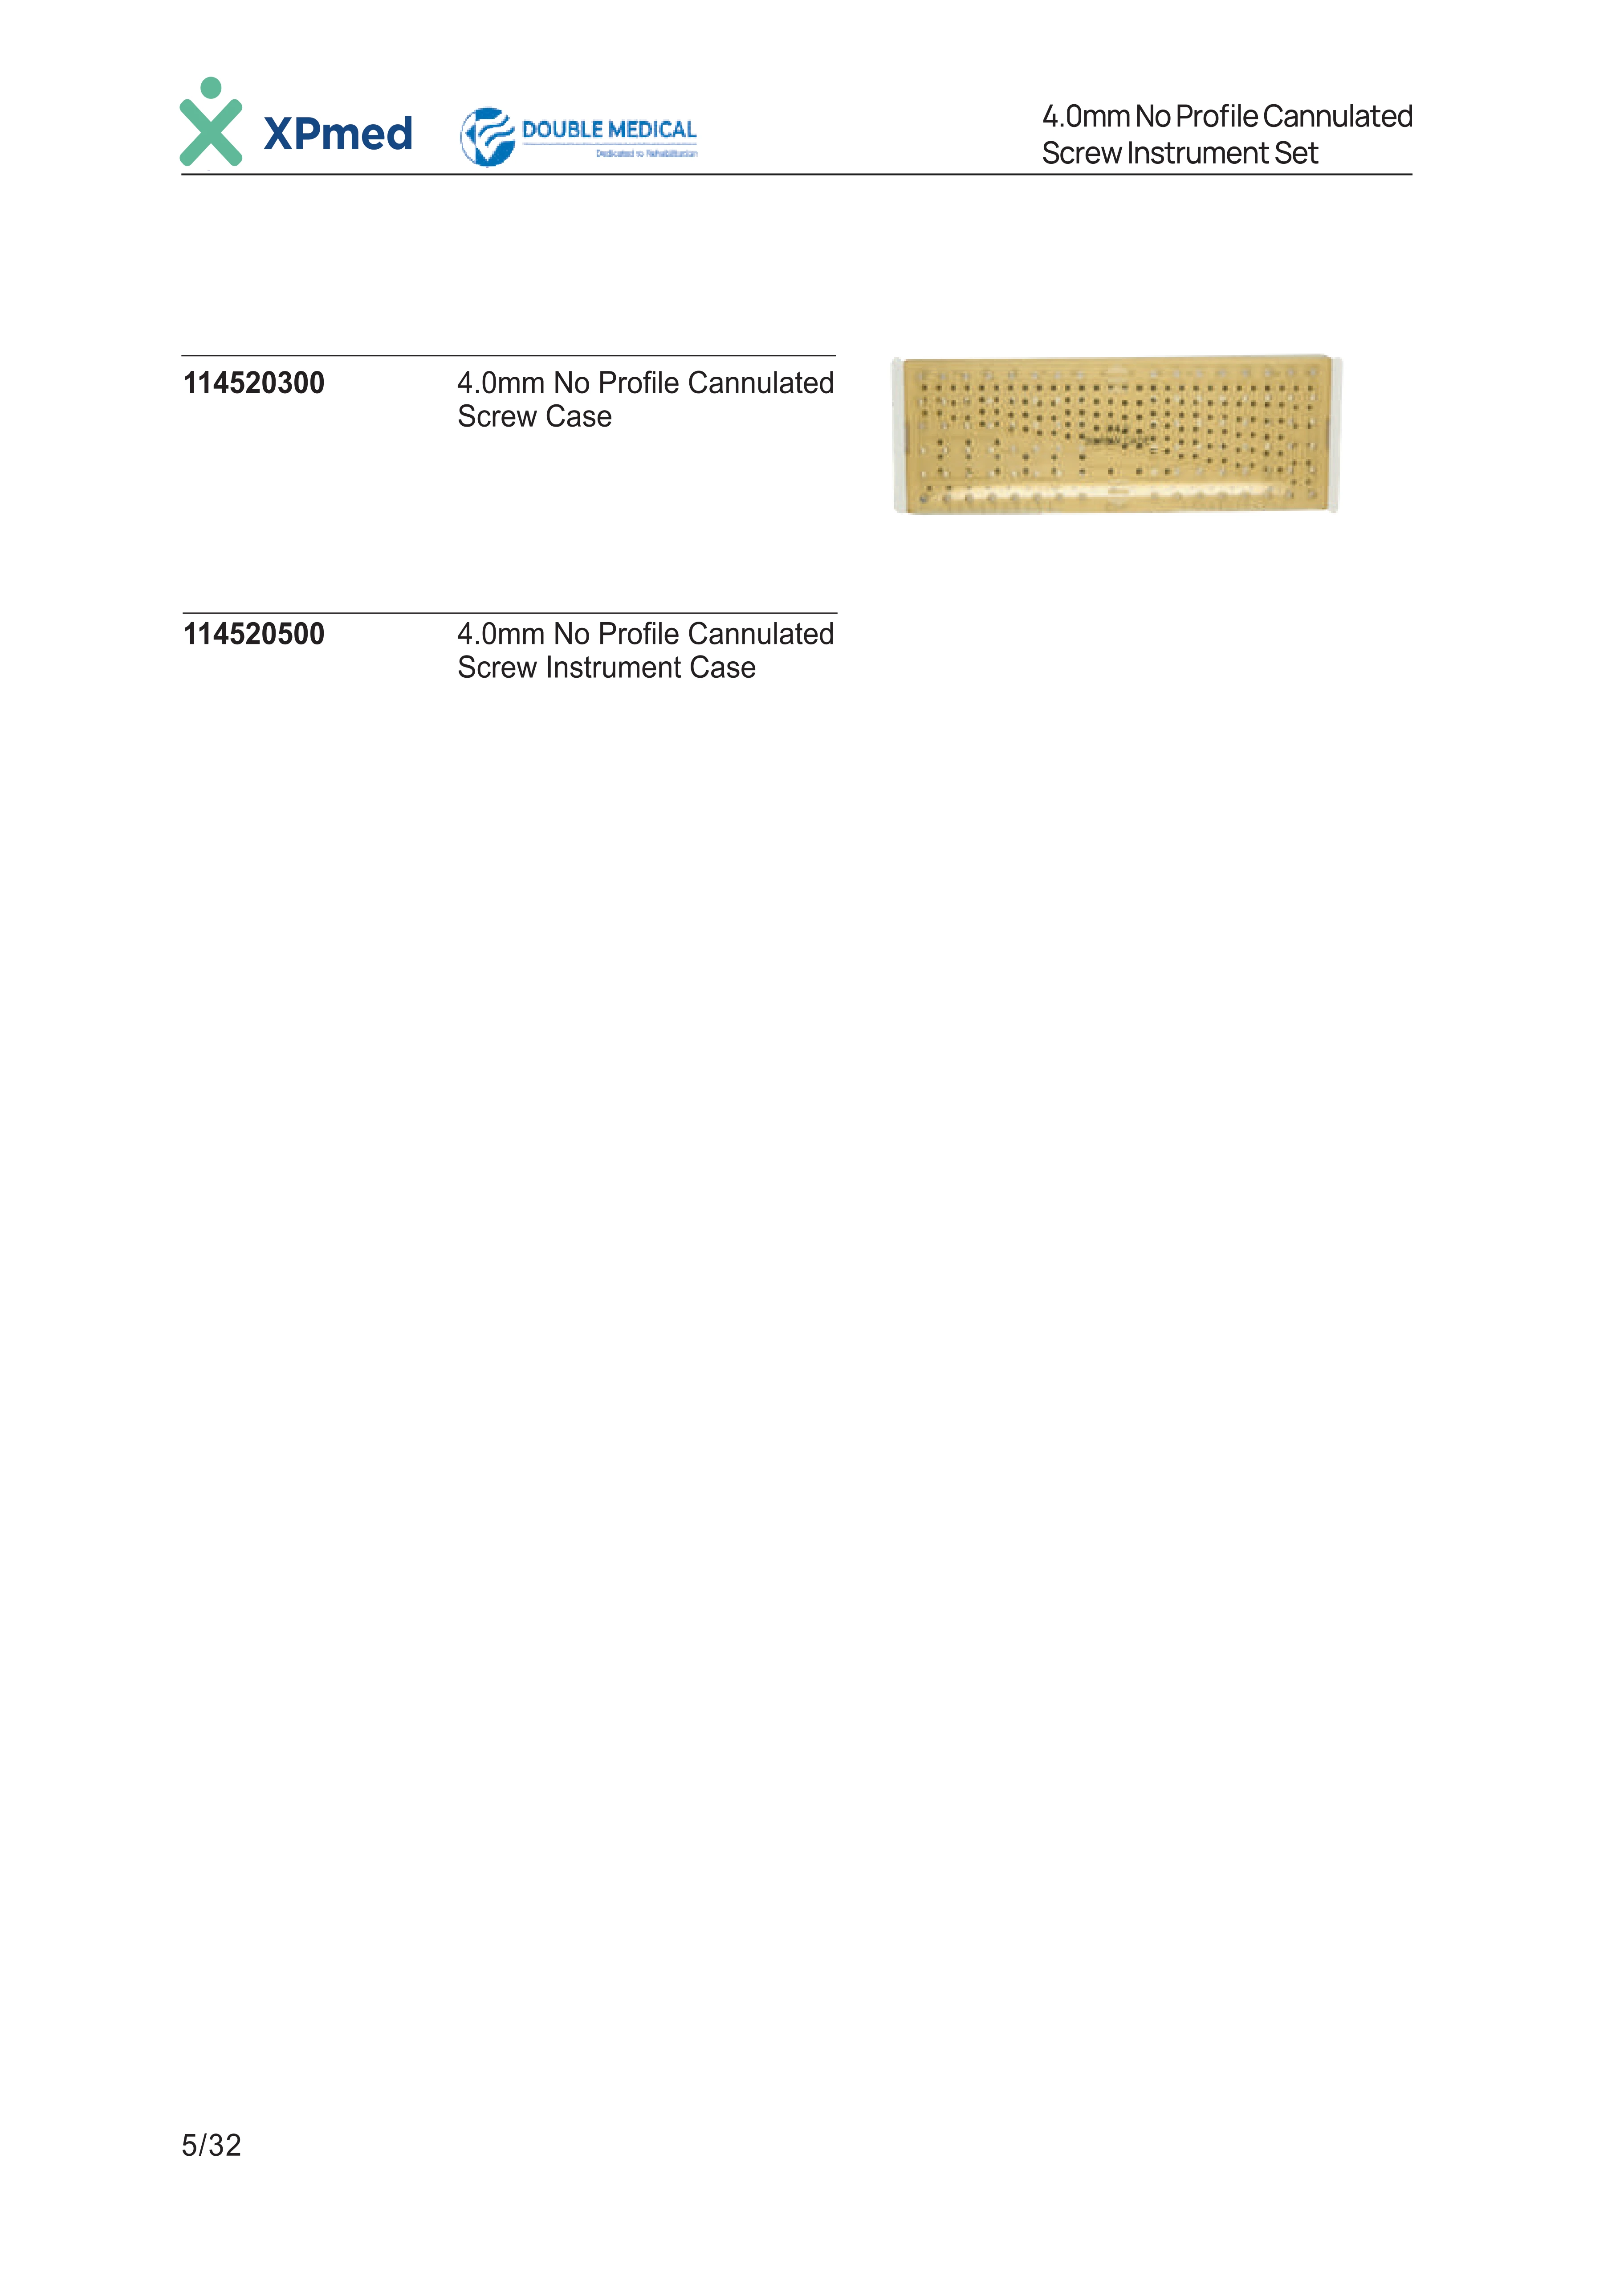 XPmed
DOUBLE MEDICAL
Dedicated to Rehabilitation
4.0mm No Profile Cannulated
Screw Instrument Set
114520300
4.0mm No Profile Cannulated
Screw Case
114520500
4.0mm No Profile Cannulated
Screw Instrument Case
5/32